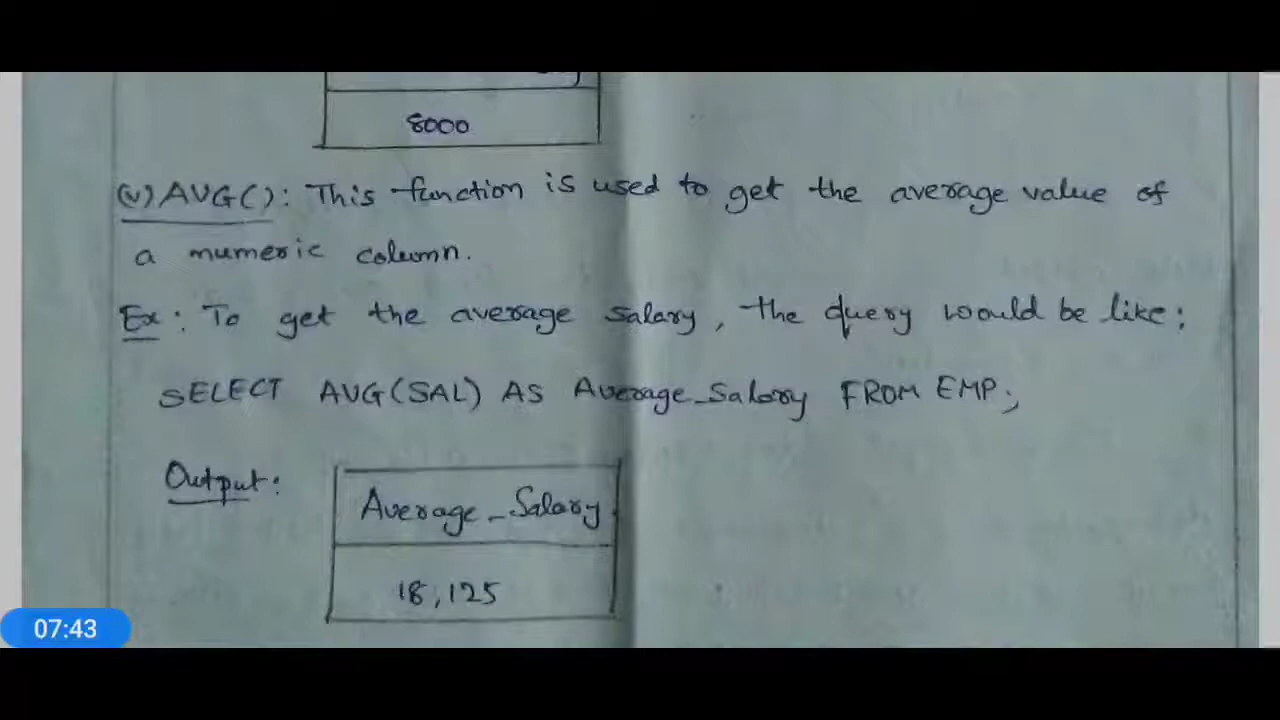 8000
(v) AVG(): This function is used to get the average value of
a numeric column.
Ex: To get the average salary, the query would be like:
SELECT AVG(SAL) AS Average_Salary FROM EMP;
Output:
Average_Salary
18,125
07:43